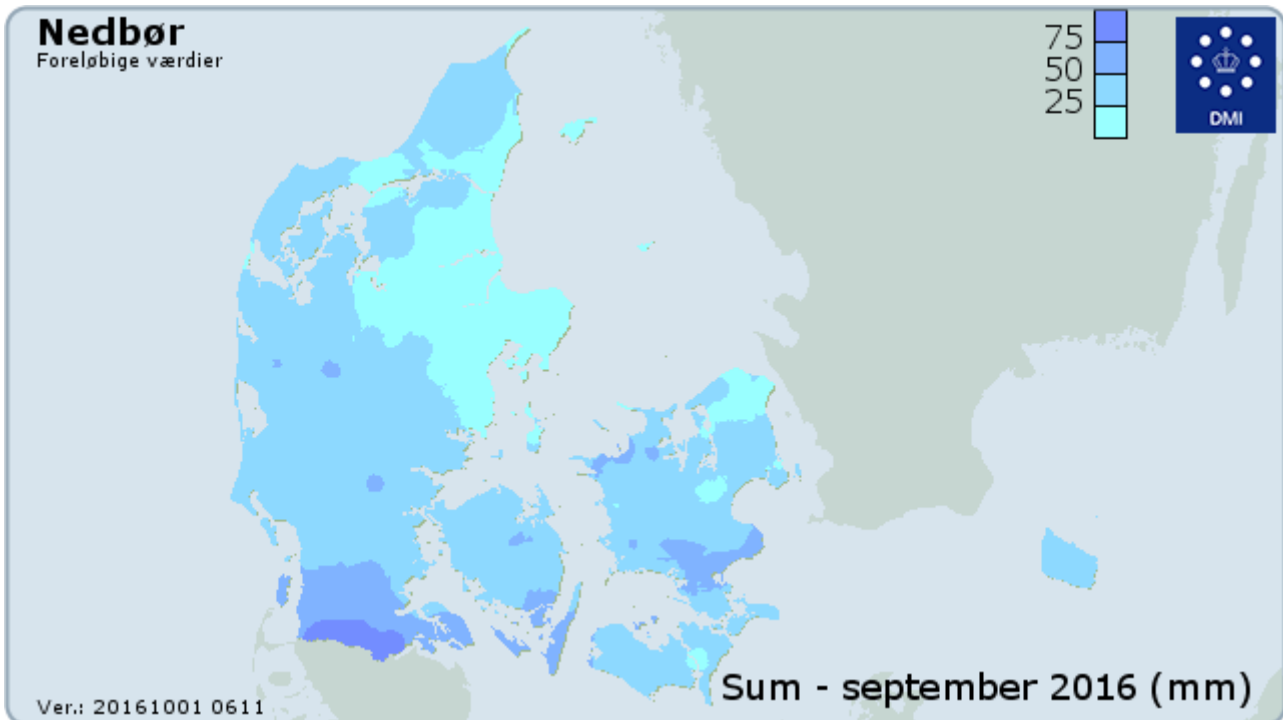 Nedbør
Foreløbige værdier
75
50
25
DMI
Sum - september 2016 (mm)
Ver.: 20161001 0611